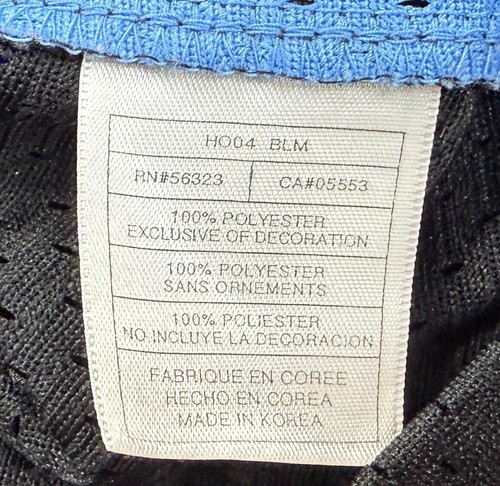 HO04 BLM
RN#56323 CA#05553
100% POLYESTER
EXCLUSIVE OF DECORATION
100% POLYESTER
SANS ORNEMENTS
100% POLIESTER
NO INCLUYE LA DECORACION
FABRIQUE EN COREE
HECHO EN COREA
MADE IN KOREA